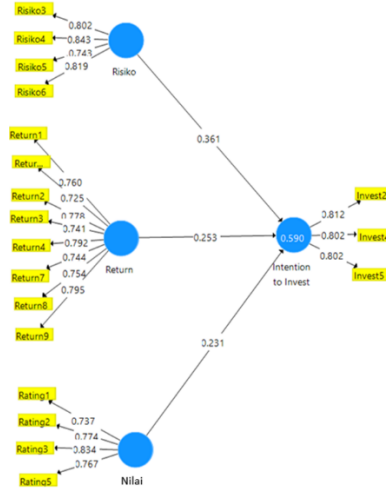 Risiko3
0.802
Risiko4
0.843
Risiko5
0.743
0.819
Risiko6
Risiko
0.361
Return1
Retur...
0.760
0.725
Return2
0.778
Return3
0.741
Return4
0.792
0.744
Return7
0.754
Return8
0.795
Return9
Return
0.253
0.590
Intention
to Invest
Invest2
0.812
0.802
0.802
Invest5
0.231
Rating1
0.737
Rating2
0.774
Rating3
0.834
0.767
Rating5
Nilai